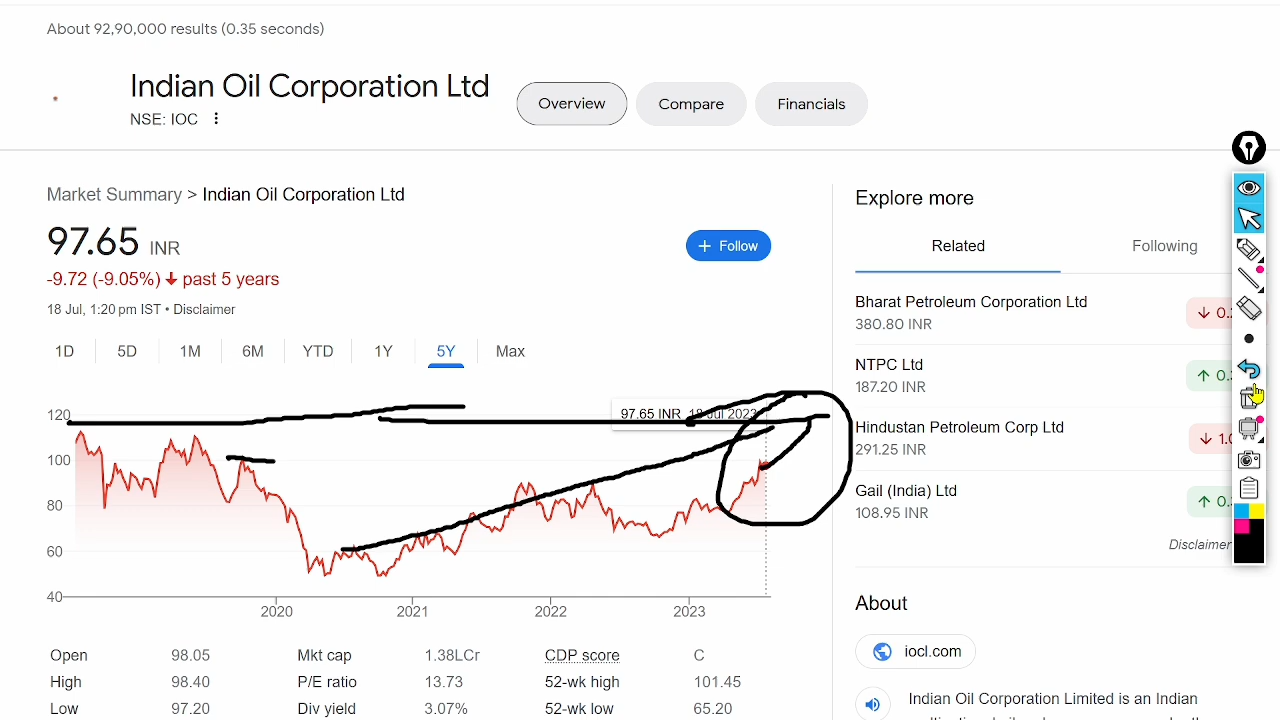 About 92,90,000 results (0.35 seconds)
Indian Oil Corporation Ltd
NSE: IOC
Overview
Compare
Financials
Market Summary > Indian Oil Corporation Ltd
97.65 INR
+ Follow
-9.72 (-9.05%) ↓ past 5 years
18 Jul, 1:20 pm IST • Disclaimer
1D 5D 1M 6M YTD 1Y 5Y Max
97.65 INR 18 Jul 2023
120
100
80
60
40
2020 2021 2022 2023
Open 98.05 Mkt cap 1.38LCr CDP score C
High 98.40 P/E ratio 13.73 52-wk high 101.45
Low 97.20 Div yield 3.07% 52-wk low 65.20
Explore more
Related Following
Bharat Petroleum Corporation Ltd
380.80 INR
NTPC Ltd
187.20 INR
Hindustan Petroleum Corp Ltd
291.25 INR
Gail (India) Ltd
108.95 INR
Disclaimer
About
iocl.com
Indian Oil Corporation Limited is an Indian